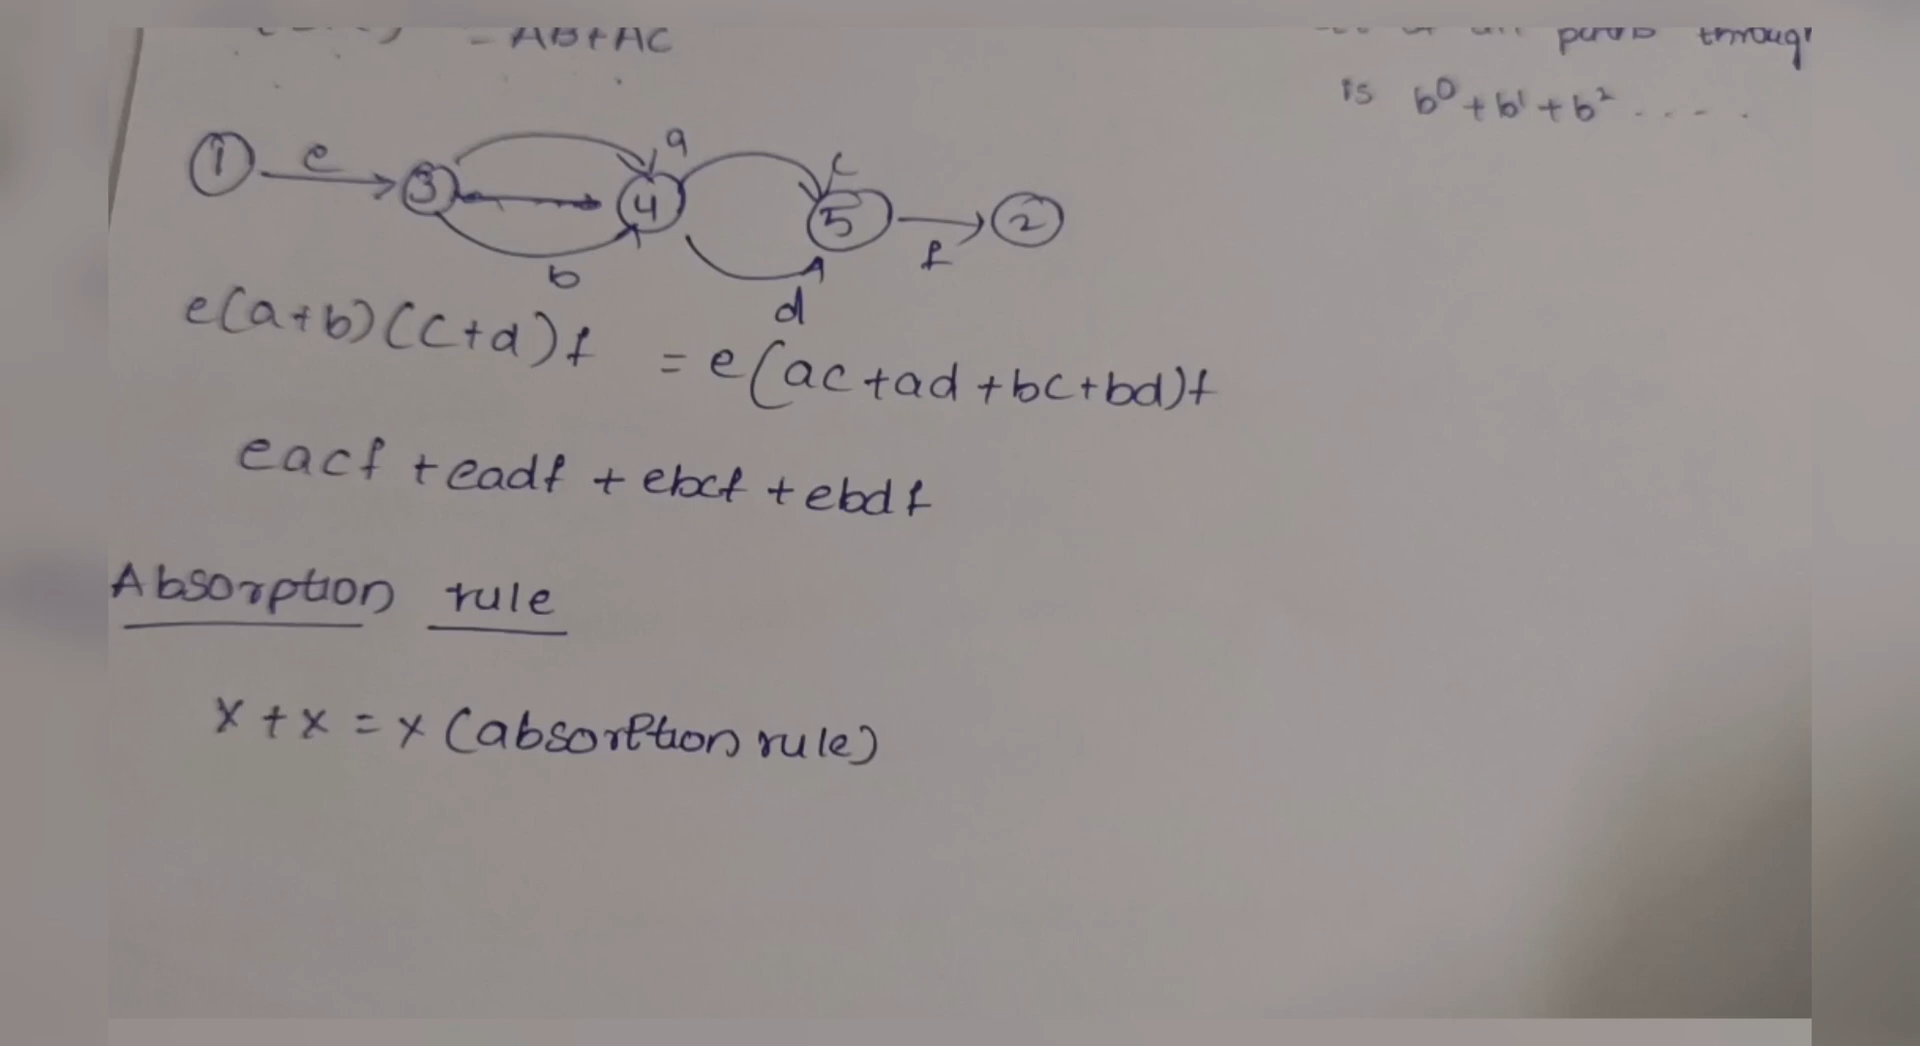 = AB+AC
paths through
is b⁰ + b¹ + b² .....
1 e 3 a 4 c 5 f 2
b d
e(a+b)(c+d)f = e(ac+ad+bc+bd)f
eacf + eadf + ebcf + ebdf
Absorption rule
x + x = x (absorption rule)